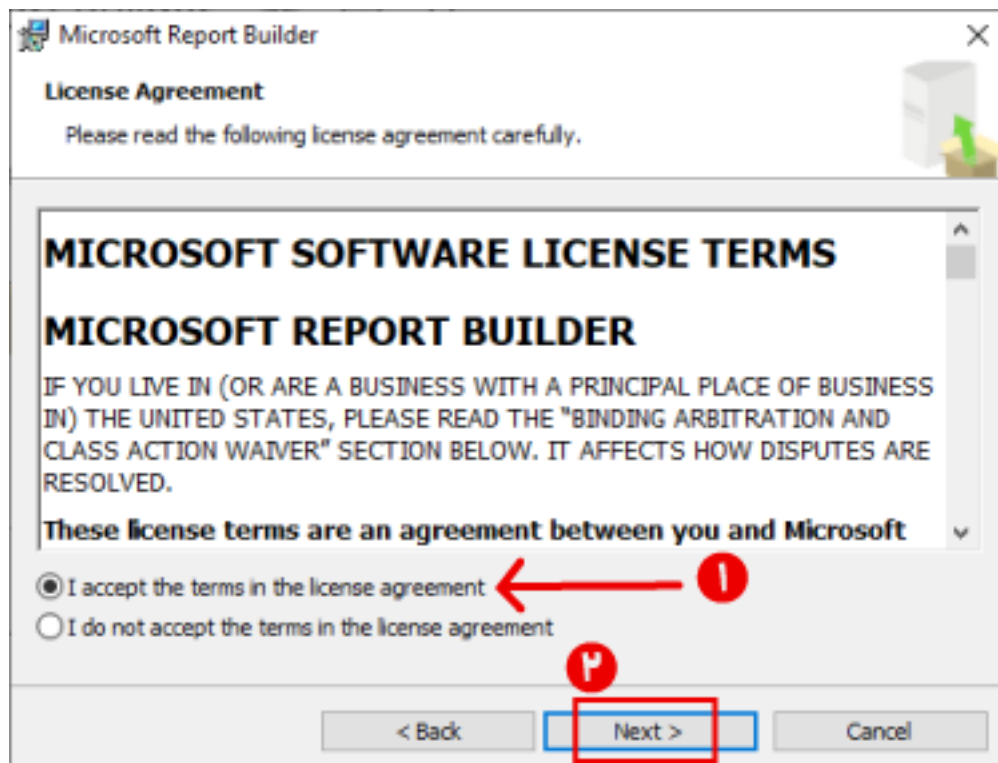 Microsoft Report Builder
License Agreement
Please read the following license agreement carefully.
MICROSOFT SOFTWARE LICENSE TERMS
MICROSOFT REPORT BUILDER
IF YOU LIVE IN (OR ARE A BUSINESS WITH A PRINCIPAL PLACE OF BUSINESS
IN) THE UNITED STATES, PLEASE READ THE “BINDING ARBITRATION AND
CLASS ACTION WAIVER” SECTION BELOW. IT AFFECTS HOW DISPUTES ARE
RESOLVED.
These license terms are an agreement between you and Microsoft
I accept the terms in the license agreement ۱
I do not accept the terms in the license agreement
۲
< Back Next > Cancel